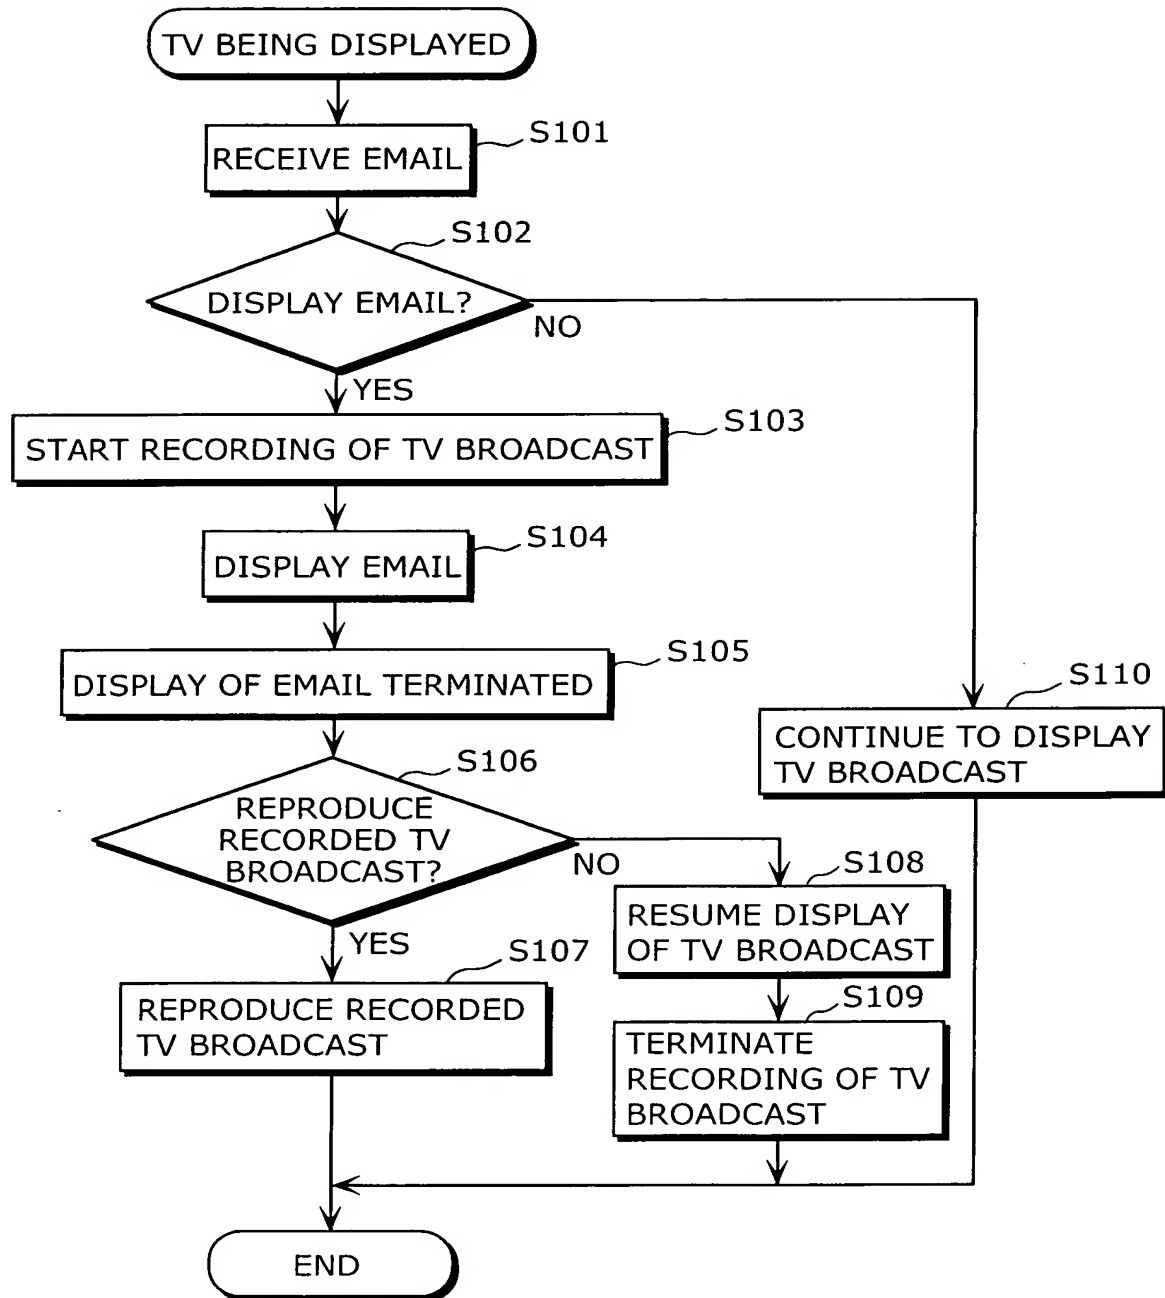 TV BEING DISPLAYED
S101
RECEIVE EMAIL
S102
DISPLAY EMAIL?
NO
YES
S103
START RECORDING OF TV BROADCAST
S104
DISPLAY EMAIL
S105
DISPLAY OF EMAIL TERMINATED
S110
CONTINUE TO DISPLAY
TV BROADCAST
S106
REPRODUCE
RECORDED TV
BROADCAST?
NO
YES
S108
RESUME DISPLAY
OF TV BROADCAST
S107
REPRODUCE RECORDED
TV BROADCAST
S109
TERMINATE
RECORDING OF TV
BROADCAST
END